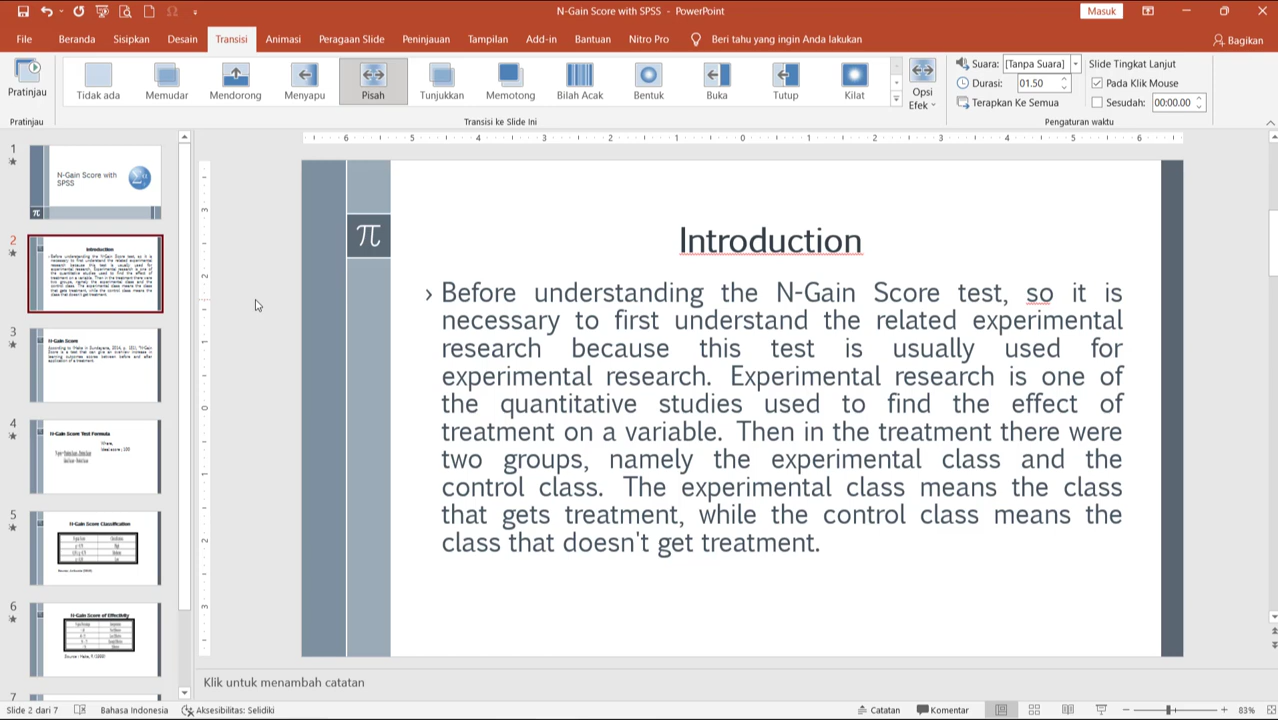 N-Gain Score with SPSS - PowerPoint
Masuk
File Beranda Sisipkan Desain Transisi Animasi Peragaan Slide Peninjauan Tampilan Add-in Bantuan Nitro Pro Beri tahu yang ingin Anda lakukan Bagikan
Pratinjau
Tidak ada Memudar Mendorong Menyapu Pisah Tunjukkan Memotong Bilah Acak Bentuk Buka Tutup Kilat
Opsi
Efek
Suara: [Tanpa Suara]
Durasi: 01.50
Terapkan Ke Semua
Slide Tingkat Lanjut
Pada Klik Mouse
Sesudah: 00:00.00
Pratinjau Transisi ke Slide Ini Pengaturan waktu
1
N-Gain Score with
SPSS
π
2
Introduction
3
N-Gain Score
4
N-Gain Score Test Formula
5
N-Gain Score Classification
6
N-Gain Score of Effectivity
7
π
Introduction
› Before understanding the N-Gain Score test, so it is
necessary to first understand the related experimental
research because this test is usually used for
experimental research. Experimental research is one of
the quantitative studies used to find the effect of
treatment on a variable. Then in the treatment there were
two groups, namely the experimental class and the
control class. The experimental class means the class
that gets treatment, while the control class means the
class that doesn't get treatment.
Klik untuk menambah catatan
Slide 2 dari 7 Bahasa Indonesia Aksesibilitas: Selidiki Catatan Komentar 83%